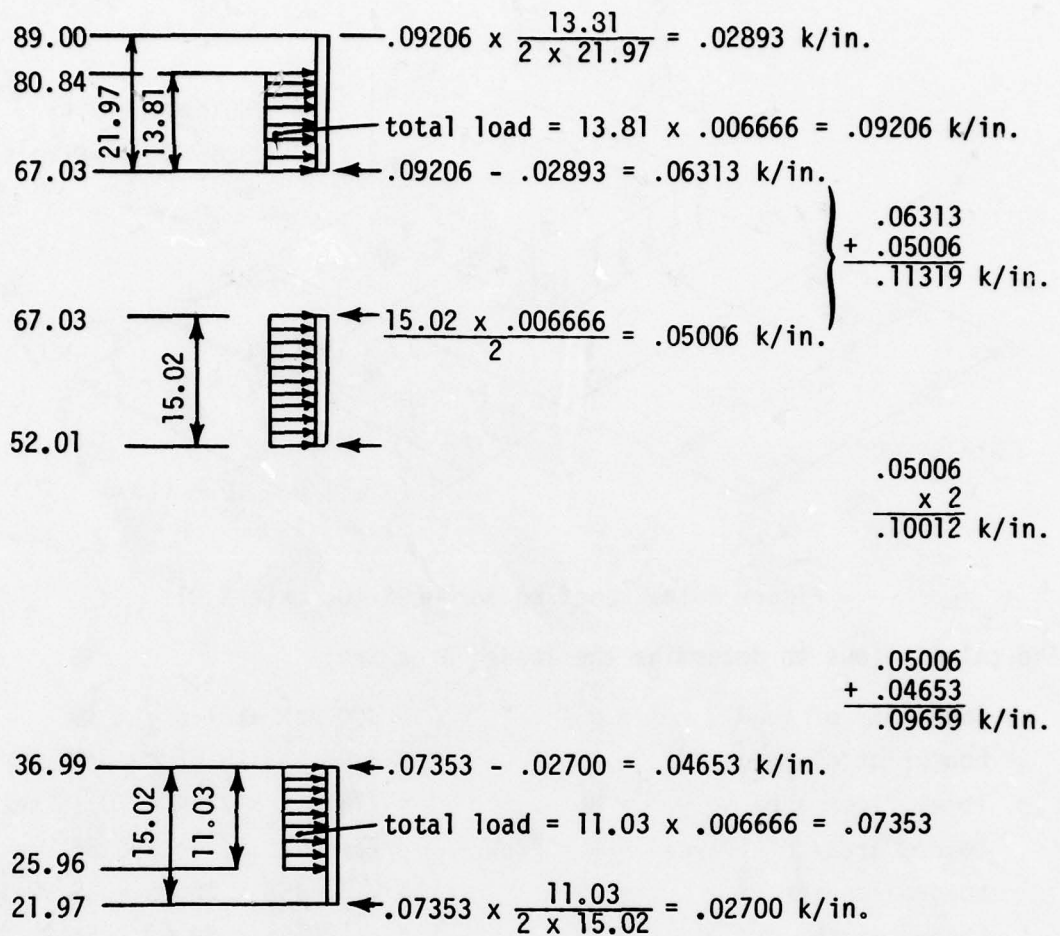 89.00 .09206 x 13.81 / 2 x 21.97 = .02893 k/in.
80.84
21.97
13.81
total load = 13.81 x .006666 = .09206 k/in.
67.03 .09206 - .02893 = .06313 k/in.
.06313
+ .05006
.11319 k/in.
67.03 15.02 x .006666 / 2 = .05006 k/in.
15.02
52.01
.05006
x 2
.10012 k/in.
.05006
+ .04653
.09659 k/in.
36.99 .07353 - .02700 = .04653 k/in.
15.02
11.03
total load = 11.03 x .006666 = .07353
25.96
21.97 .07353 x 11.03 / 2 x 15.02 = .02700 k/in.